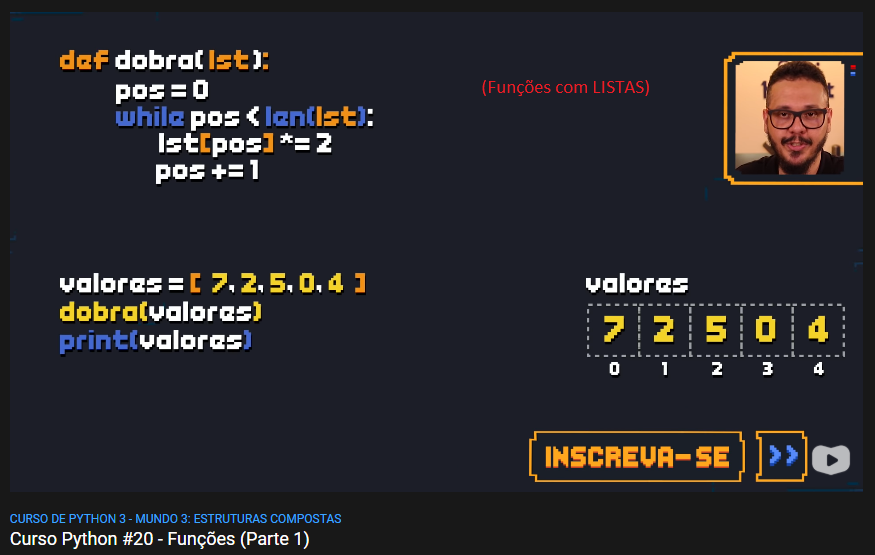 def dobra(lst):
(Funções com LISTAS)
pos = 0
while pos < len(lst):
lst[pos] *= 2
pos += 1
valores = [ 7, 2, 5, 0, 4 ]
dobra(valores)
print(valores)
valores
7 2 5 0 4
0 1 2 3 4
INSCREVA-SE >>
CURSO DE PYTHON 3 - MUNDO 3: ESTRUTURAS COMPOSTAS
Curso Python #20 - Funções (Parte 1)